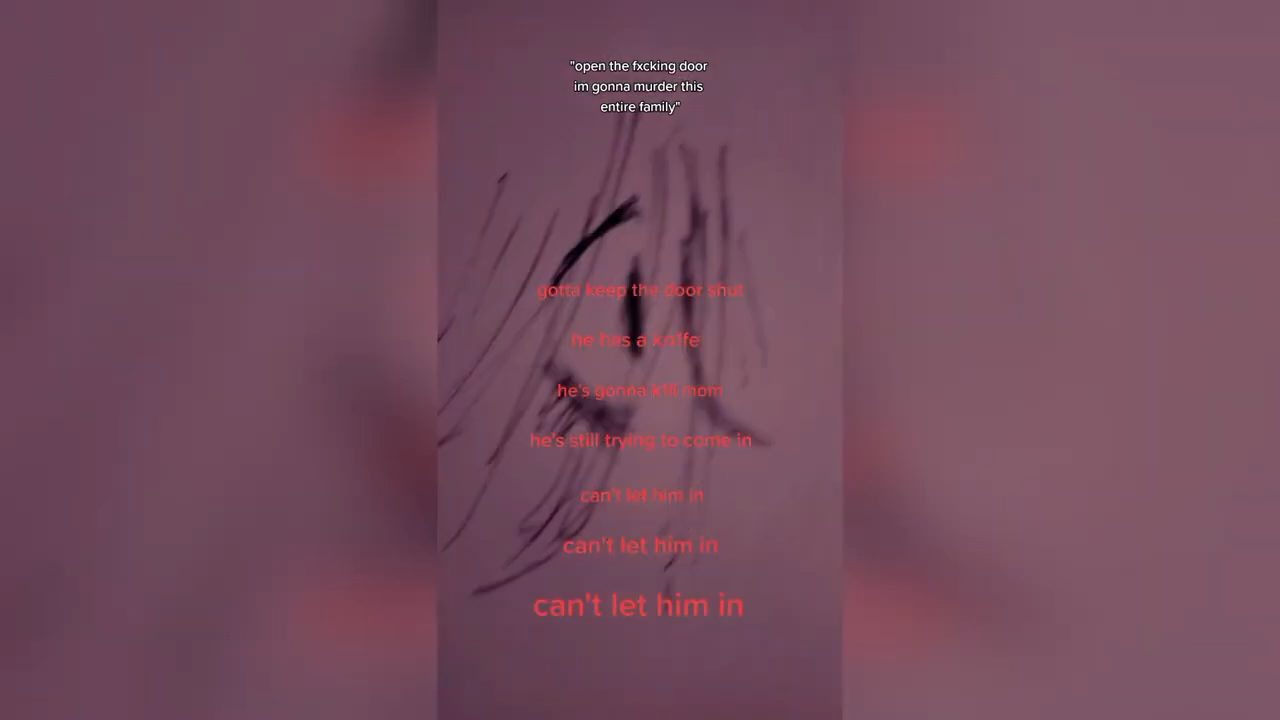 "open the fxcking door
im gonna murder this
entire family"
gotta keep the door shut
he has a kn1fe
he's gonna k1ll mom
he's still trying to come in
can't let him in
can't let him in
can't let him in